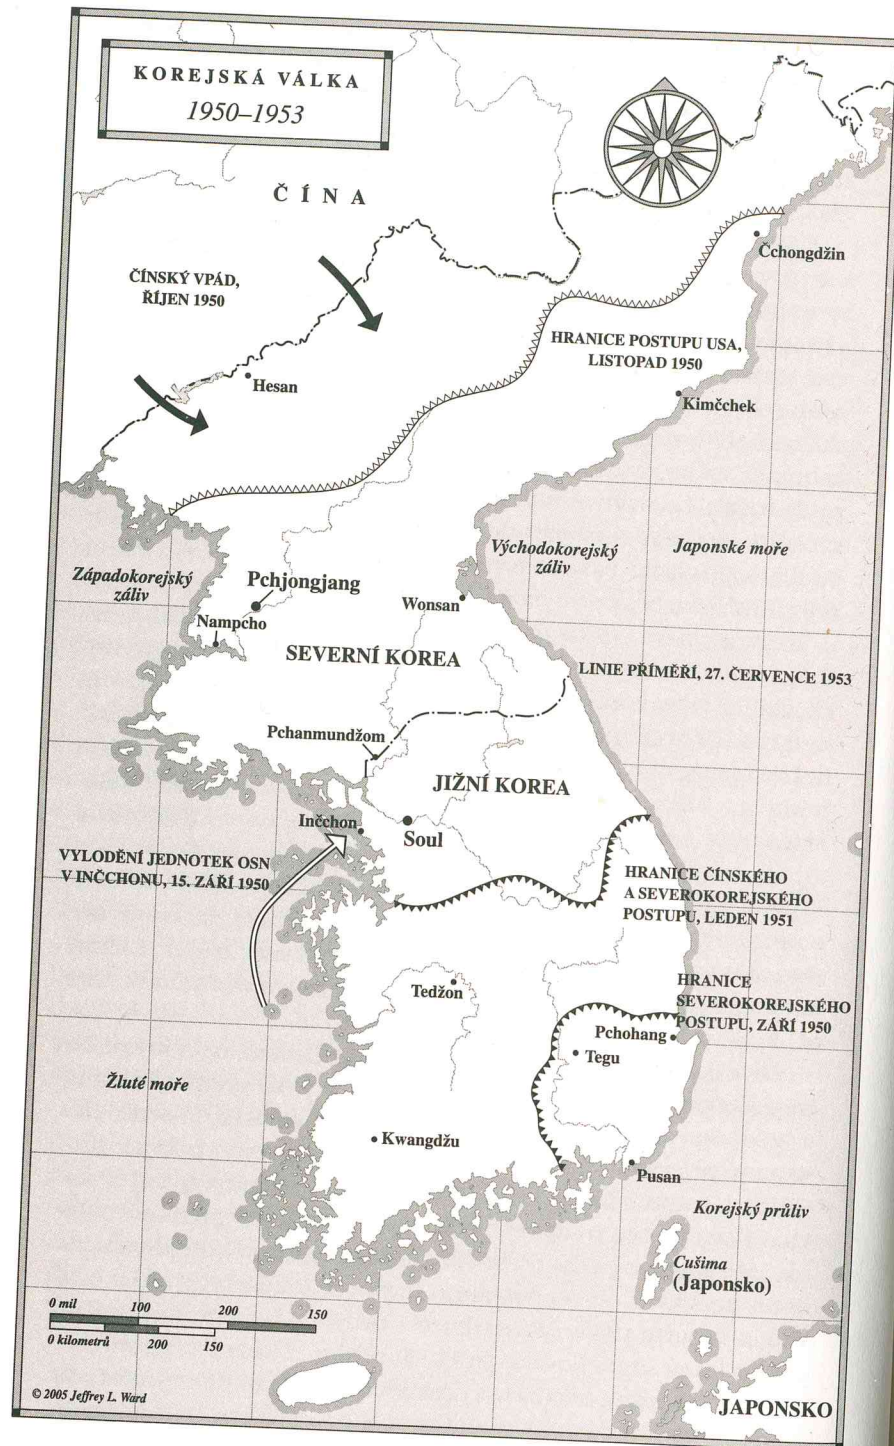 KOREJSKÁ VÁLKA
1950–1953
ČÍNA
ČÍNSKÝ VPÁD,
ŘÍJEN 1950
Čchongdžin
HRANICE POSTUPU USA,
LISTOPAD 1950
Hesan
Kimčchek
Východokorejský
záliv
Japonské moře
Západokorejský
záliv
Pchjongjang
Wonsan
Nampcho
SEVERNÍ KOREA
LINIE PŘÍMĚŘÍ, 27. ČERVENCE 1953
Pchanmundžom
JIŽNÍ KOREA
Inčchon
Soul
VYLODĚNÍ JEDNOTEK OSN
V INČCHONU, 15. ZÁŘÍ 1950
HRANICE ČÍNSKÉHO
A SEVEROKOREJSKÉHO
POSTUPU, LEDEN 1951
Tedžon
HRANICE
SEVEROKOREJSKÉHO
POSTUPU, ZÁŘÍ 1950
Pchohang
Tegu
Žluté moře
Kwangdžu
Pusan
Korejský průliv
Cušima
(Japonsko)
0 mil 100 200 150
0 kilometrů 200 150
© 2005 Jeffrey L. Ward
JAPONSKO